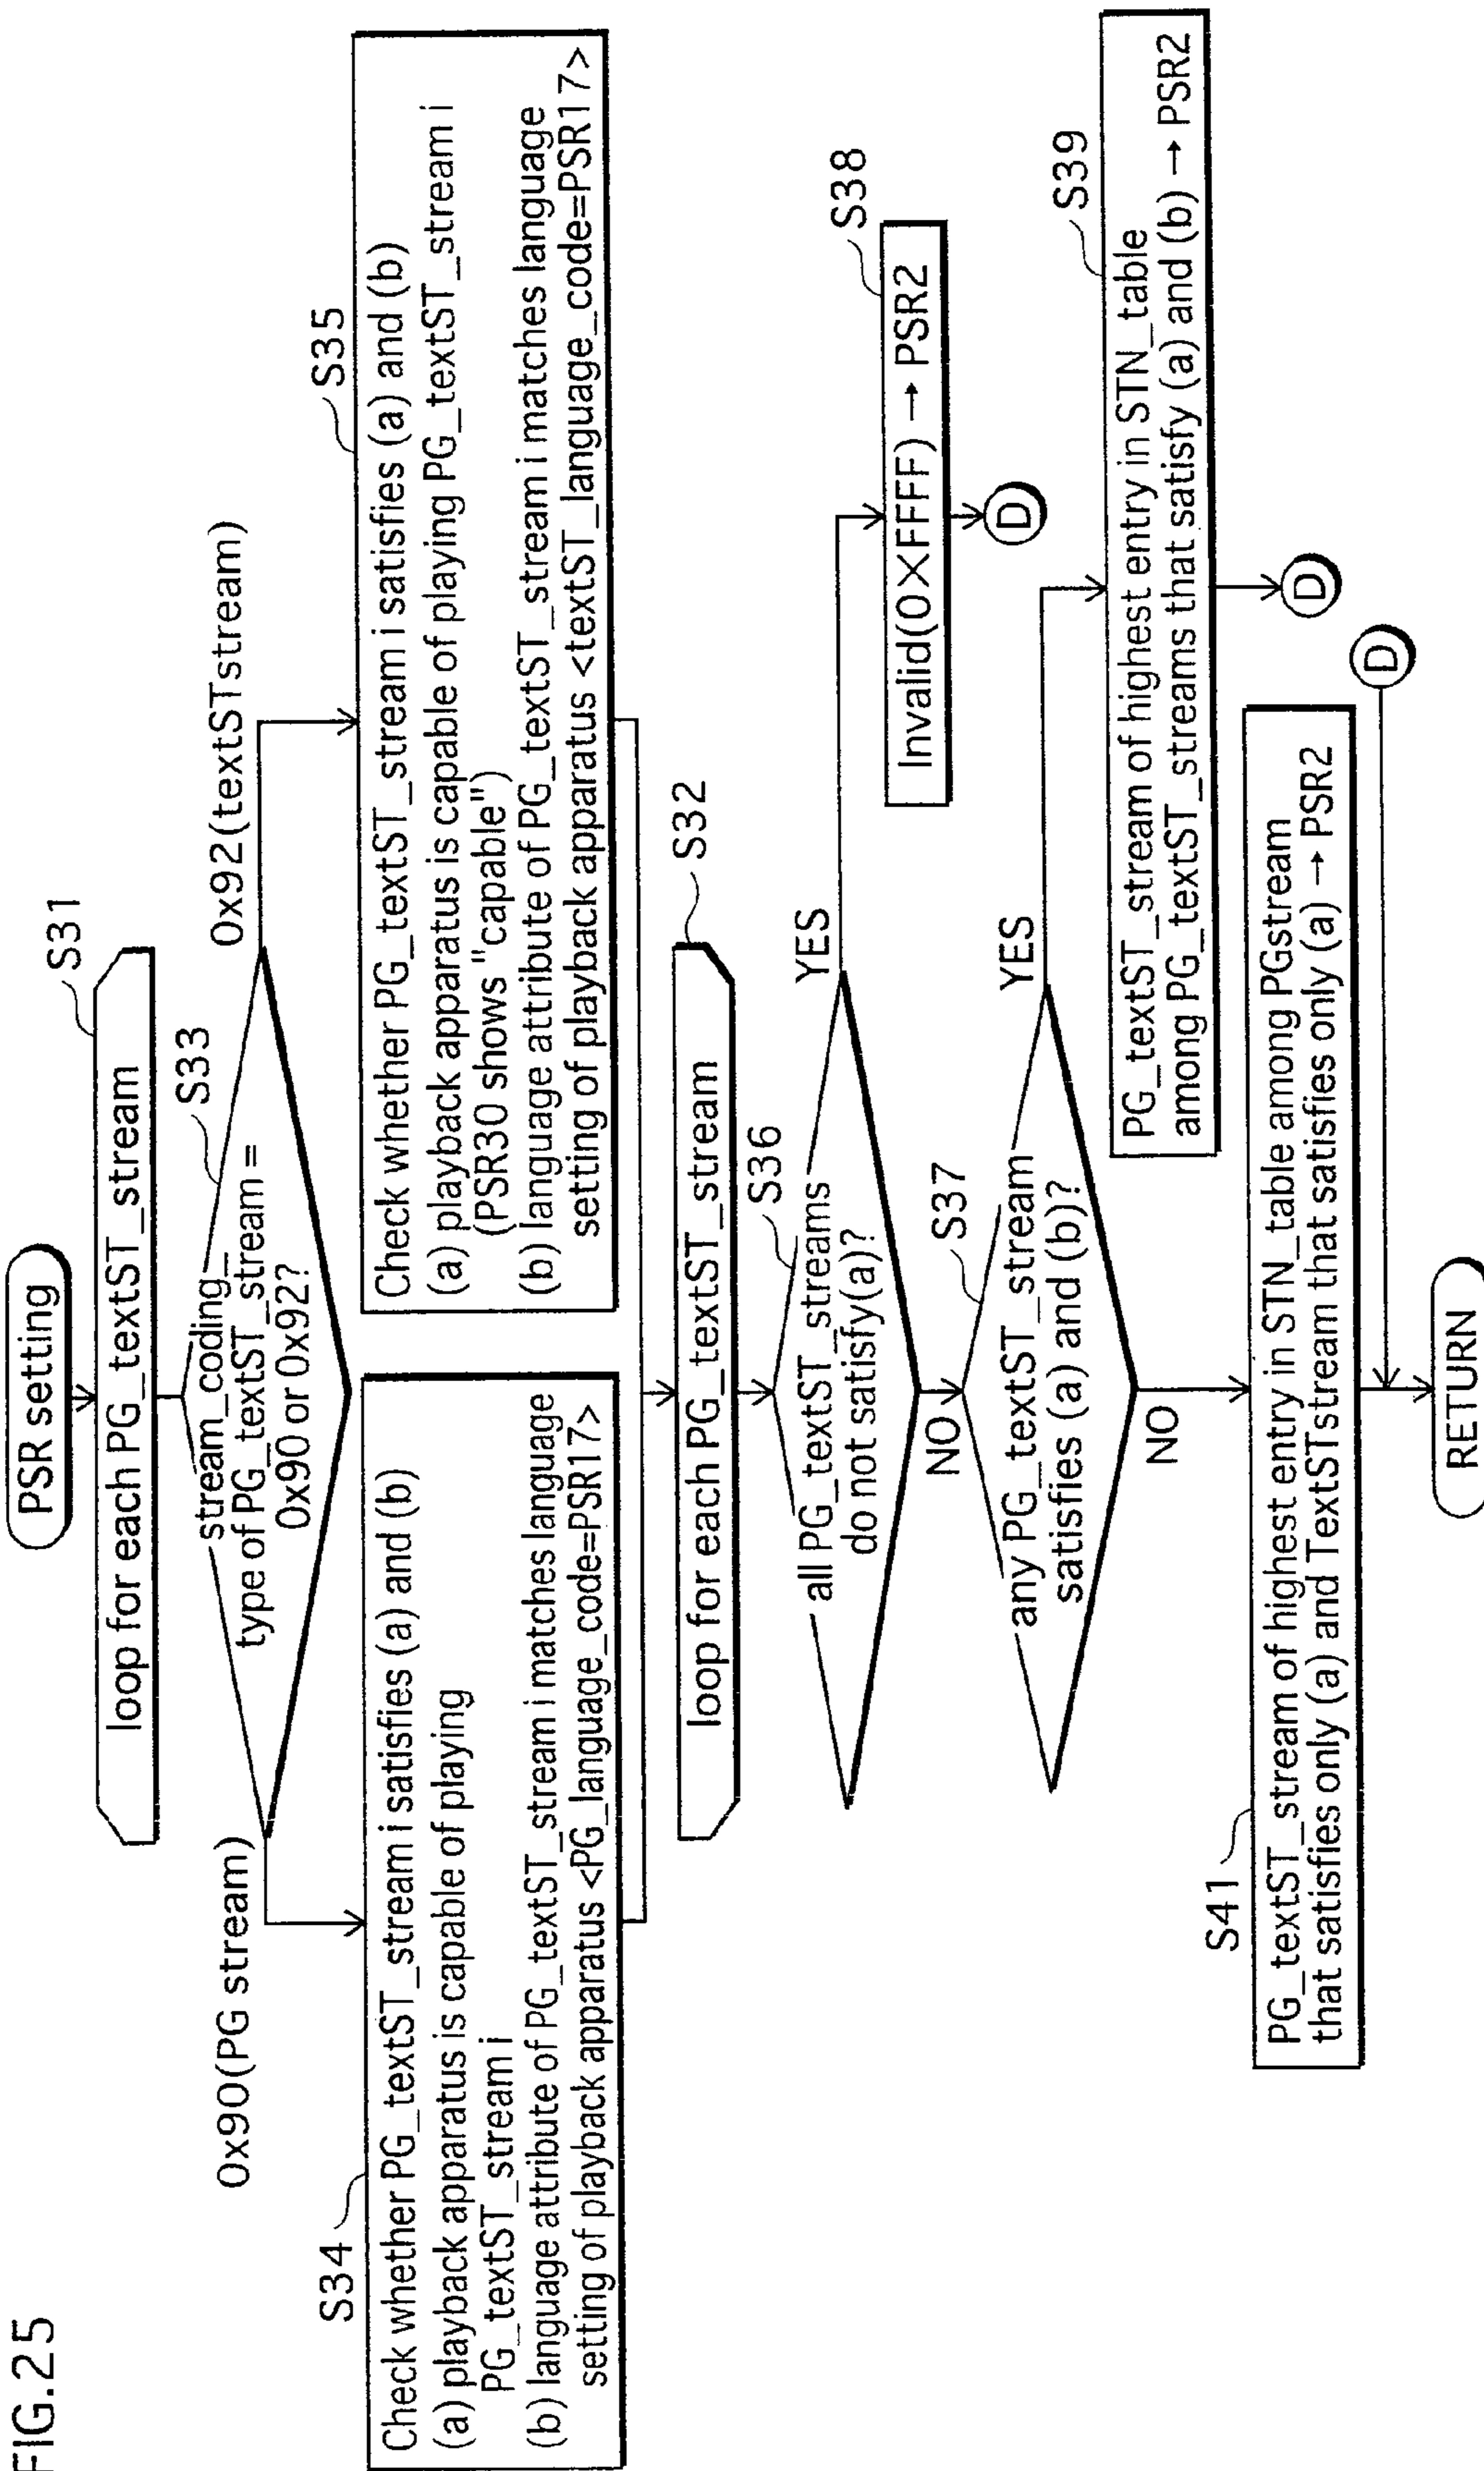 FIG.25
PSR setting
S31
loop for each PG_textST_stream
S33
stream_coding_
type of PG_textST_stream =
0x90 or 0x92?
0x90(PG stream)
0x92(textSTstream)
S34
Check whether PG_textST_stream i satisfies (a) and (b)
(a) playback apparatus is capable of playing
PG_textST_stream i
(b) language attribute of PG_textST_stream i matches language
setting of playback apparatus <PG_language_code=PSR17>
S35
Check whether PG_textST_stream i satisfies (a) and (b)
(a) playback apparatus is capable of playing PG_textST_stream i
(PSR30 shows "capable")
(b) language attribute of PG_textST_stream i matches language
setting of playback apparatus <textST_language_code=PSR17>
S32
loop for each PG_textST_stream
S36
all PG_textST_streams
do not satisfy(a)?
YES
S38
Invalid(0XFFFF) → PSR2
D
NO
S37
any PG_textST_stream
satisfies (a) and (b)?
YES
S39
PG_textST_stream of highest entry in STN_table
among PG_textST_streams that satisfy (a) and (b) → PSR2
D
NO
S41
PG_textST_stream of highest entry in STN_table among PGstream
that satisfies only (a) and TextSTstream that satisfies only (a) → PSR2
D
RETURN